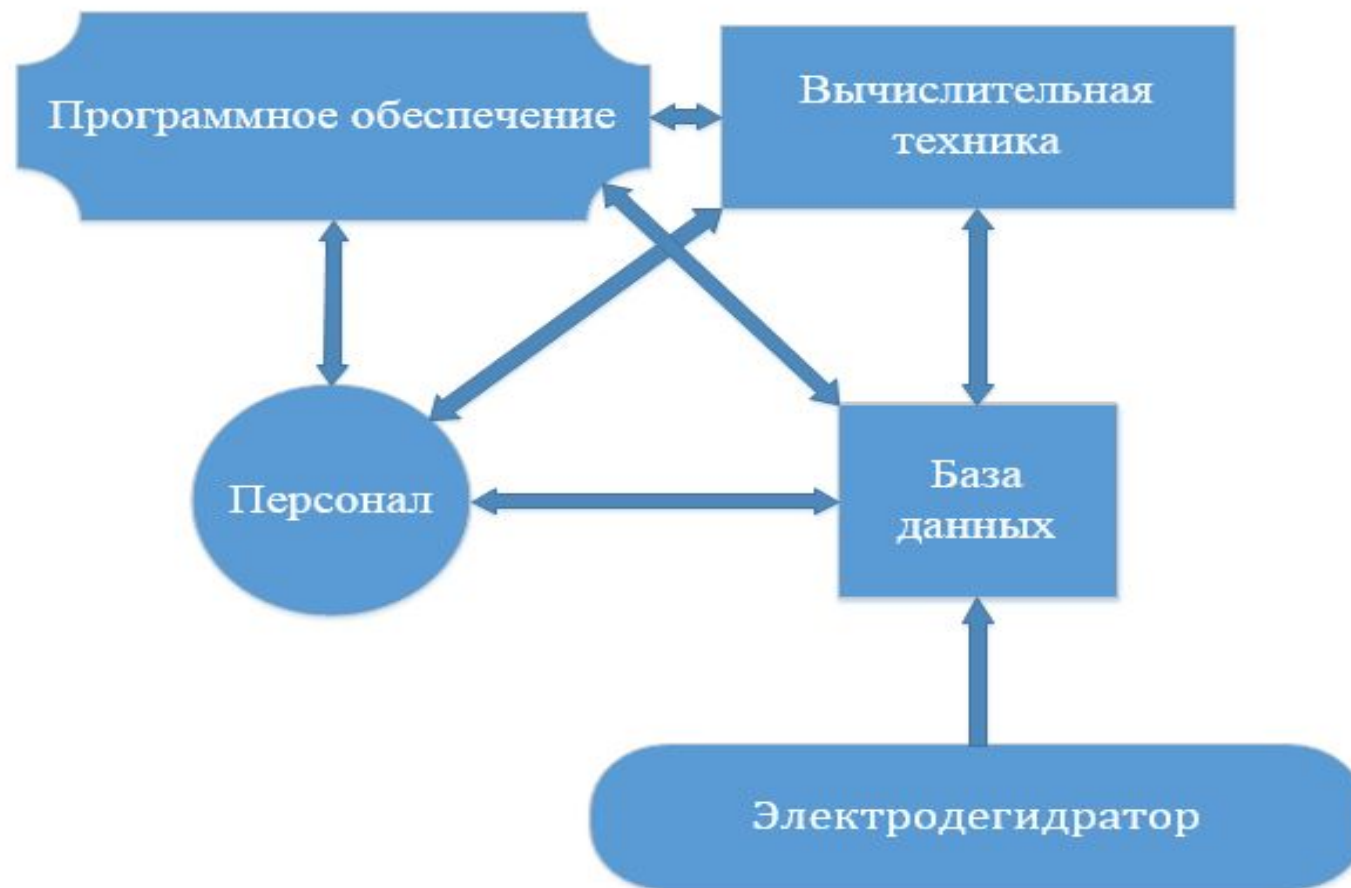 Программное обеспечение
Вычислительная
техника
Персонал
База
данных
Электродегидратор